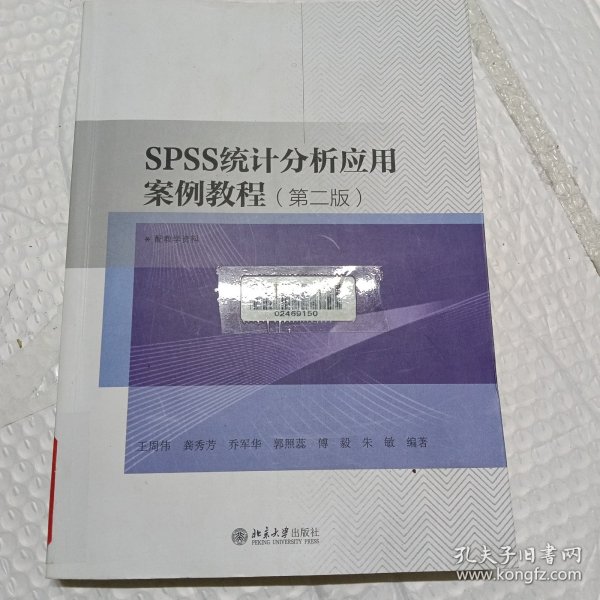 SPSS统计分析应用
案例教程（第二版）
配教学资料
02469150
王周伟 龚秀芳 乔军华 郭照蕊 傅 毅 朱 敏 编著
北京大学出版社
PEKING UNIVERSITY PRESS
孔夫子旧书网
www.kongfz.com